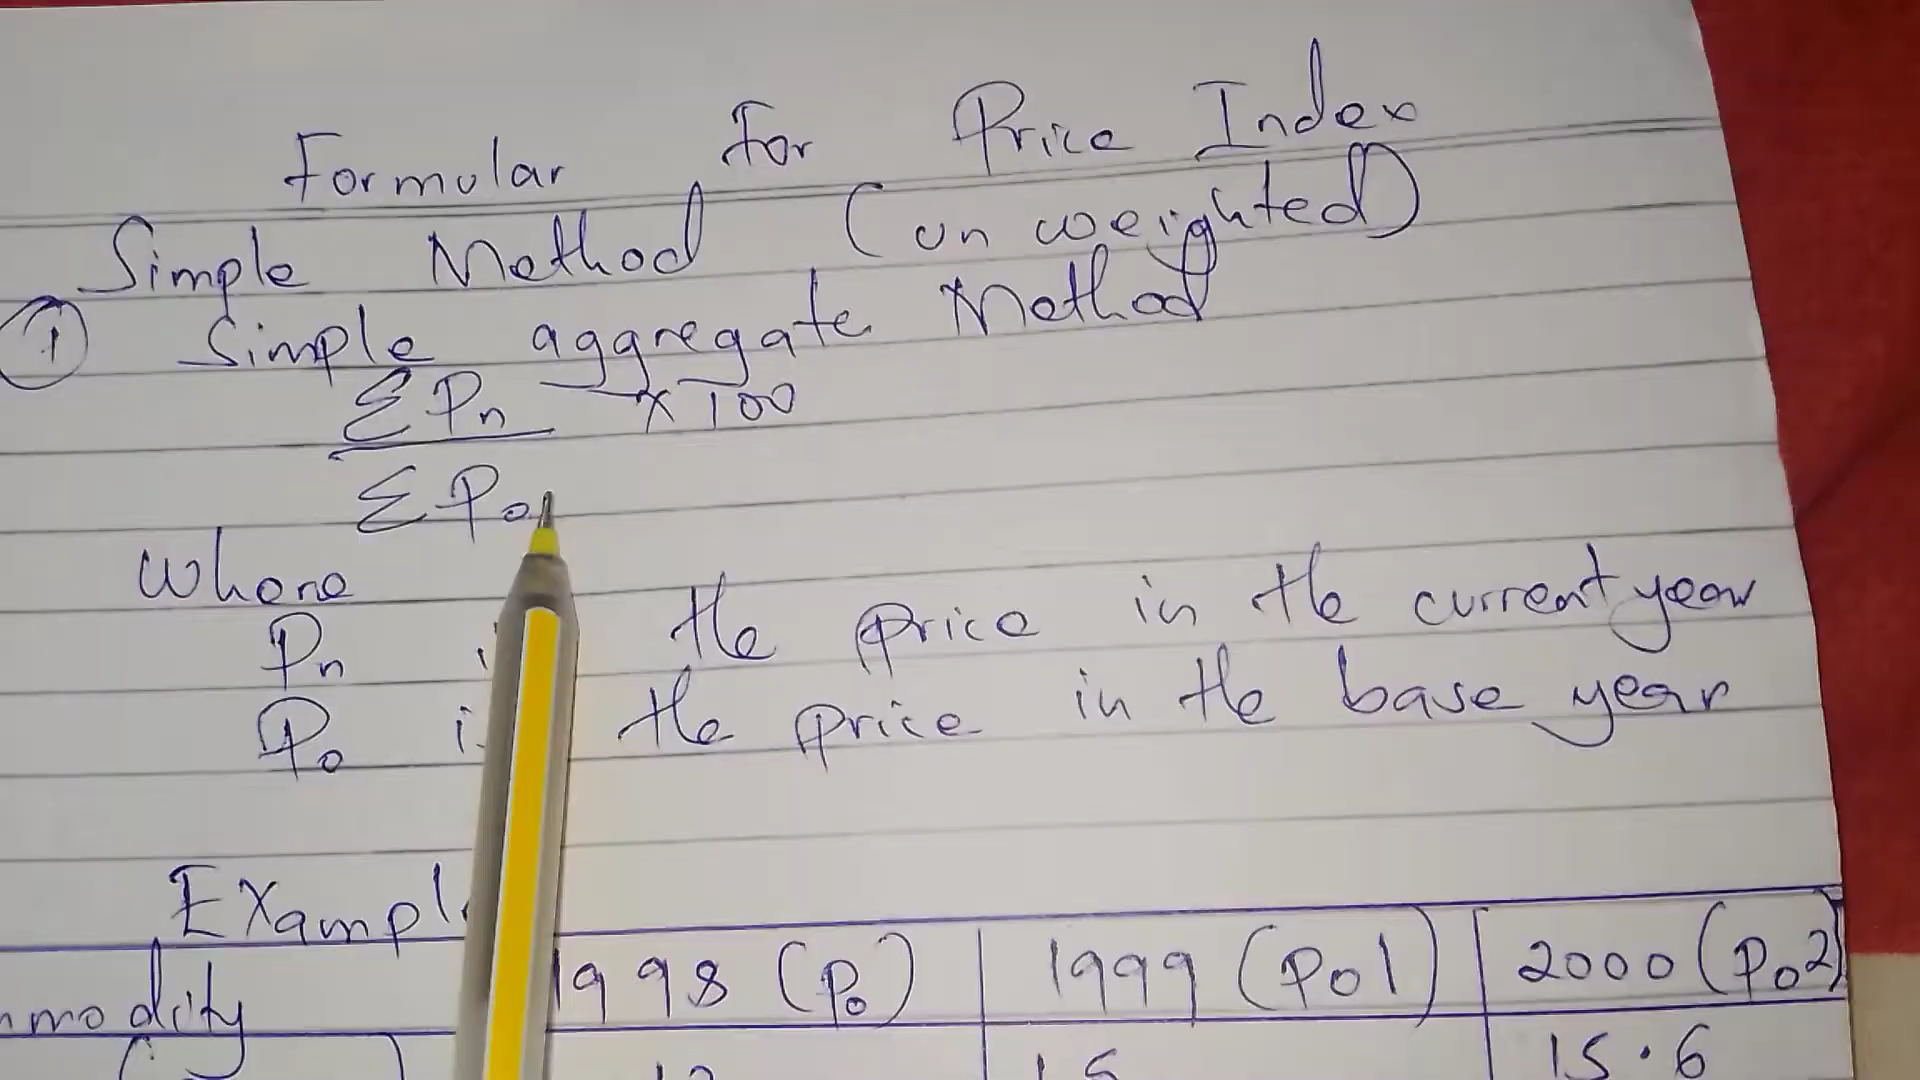 Formular For Price Index
Simple Method (un weighted)
1 Simple aggregate Method
ΣPn x 100
ΣPo
Where
Pn the price in the current year
Po the price in the base year
Exampl
mmodity 1998 (Po) 1999 (Po1) 2000 (Po2)
15.6